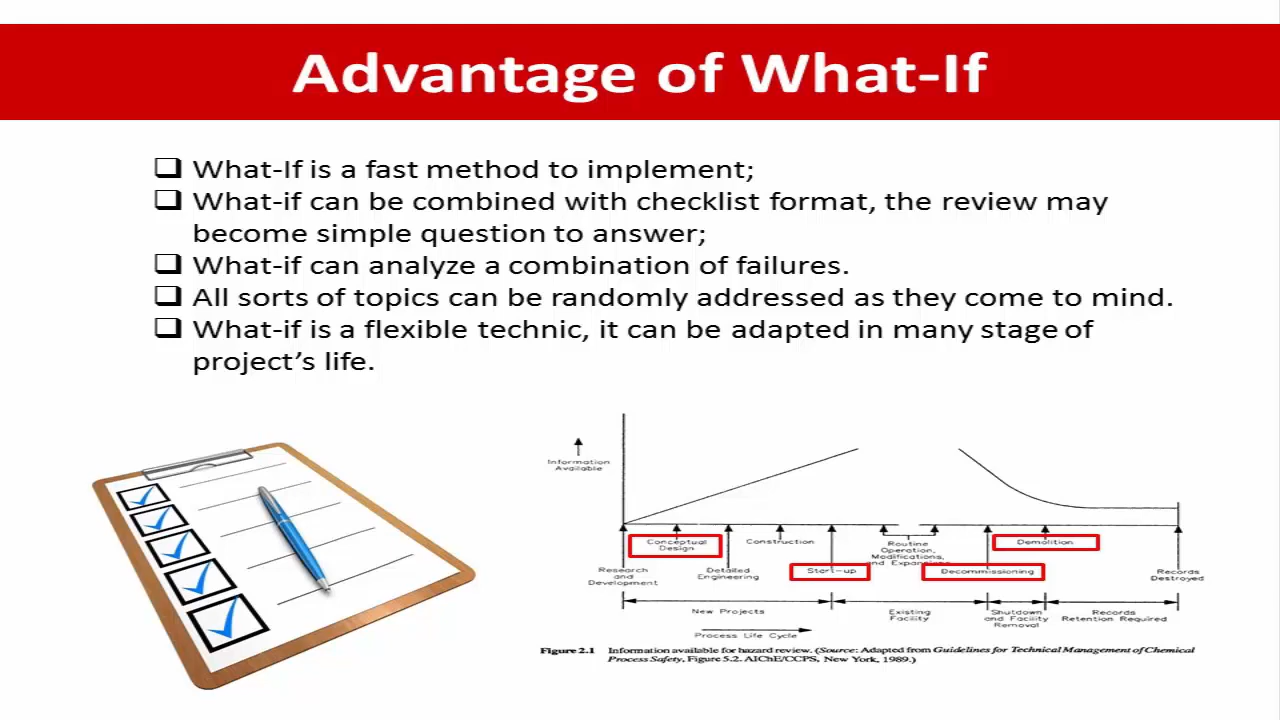 Advantage of What-If
❑ What-If is a fast method to implement;
❑ What-if can be combined with checklist format, the review may
become simple question to answer;
❑ What-if can analyze a combination of failures.
❑ All sorts of topics can be randomly addressed as they come to mind.
❑ What-if is a flexible technic, it can be adapted in many stage of
project’s life.
Information
Available
Conceptual
Design
Construction
Routine
Operation,
Modifications,
and Expansions
Demolition
Research
and
Development
Detailed
Engineering
Start-up
Decommissioning
Records
Destroyed
New Projects
Existing
Facility
Shutdown
and Facility
Removal
Records
Retention Required
Process Life Cycle
Figure 2.1 Information available for hazard review. (Source: Adapted from Guidelines for Technical Management of Chemical
Process Safety, Figure 5.2. AIChE/CCPS, New York, 1989.)